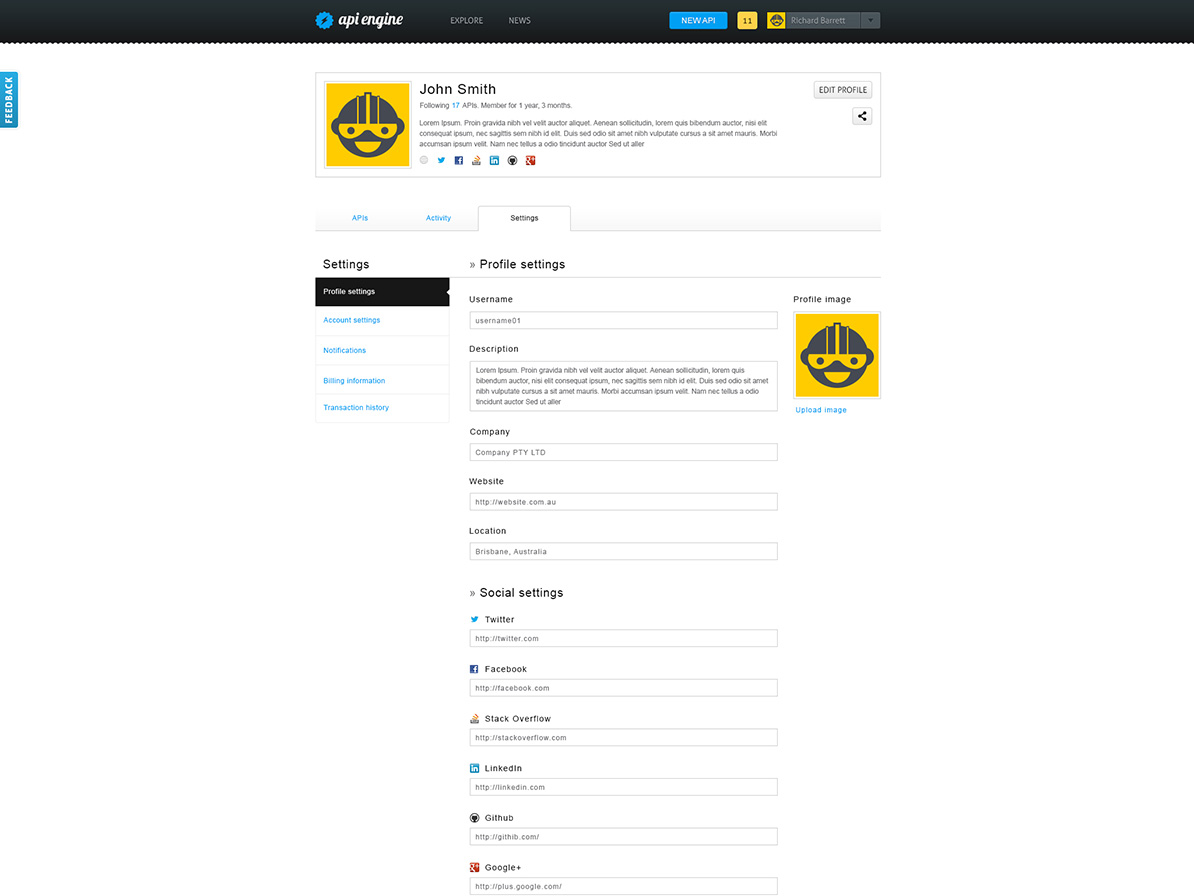 api engine
EXPLORE
NEWS
NEW API
11
Richard Barrett
FEEDBACK
John Smith
EDIT PROFILE
Following 17 APIs. Member for 1 year, 3 months.
Lorem Ipsum. Proin gravida nibh vel velit auctor aliquet. Aenean sollicitudin, lorem quis bibendum auctor, nisi elit
consequat ipsum, nec sagittis sem nibh id elit. Duis sed odio sit amet nibh vulputate cursus a sit amet mauris. Morbi
accumsan ipsum velit. Nam nec tellus a odio tincidunt auctor Sed ut aller
APIs
Activity
Settings
Settings
Profile settings
Account settings
Notifications
Billing information
Transaction history
» Profile settings
Username
username01
Description
Lorem Ipsum. Proin gravida nibh vel velit auctor aliquet. Aenean sollicitudin, lorem quis
bibendum auctor, nisi elit consequat ipsum, nec sagittis sem nibh id elit. Duis sed odio sit amet
nibh vulputate cursus a sit amet mauris. Morbi accumsan ipsum velit. Nam nec tellus a odio
tincidunt auctor Sed ut aller
Company
Company PTY LTD
Website
http://website.com.au
Location
Brisbane, Australia
Profile image
Upload image
» Social settings
Twitter
http://twitter.com
Facebook
http://facebook.com
Stack Overflow
http://stackoverflow.com
LinkedIn
http://linkedin.com
Github
http://githib.com/
Google+
http://plus.google.com/